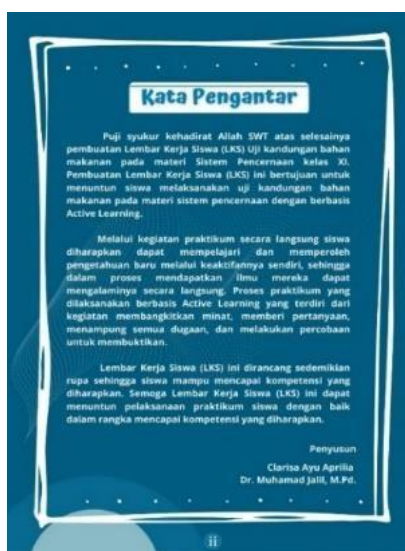 Kata Pengantar
Puji syukur kehadirat Allah SWT atas selesainya
pembuatan Lembar Kerja Siswa (LKS) Uji kandungan bahan
makanan pada materi Sistem Pencernaan kelas XI.
Pembuatan Lembar Kerja Siswa (LKS) ini bertujuan untuk
menuntun siswa melaksanakan uji kandungan bahan
makanan pada materi sistem pencernaan dengan berbasis
Active Learning.
Melalui kegiatan praktikum secara langsung siswa
diharapkan dapat mempelajari dan memperoleh
pengetahuan baru melalui keaktifannya sendiri, sehingga
dalam proses mendapatkan ilmu mereka dapat
mengalaminya secara langsung. Proses praktikum yang
dilaksanakan berbasis Active Learning yang terdiri dari
kegiatan membangkitkan minat, memberi pertanyaan,
menampung semua dugaan, dan melakukan percobaan
untuk membuktikan.
Lembar Kerja Siswa (LKS) ini dirancang sedemikian
rupa sehingga siswa mampu mencapai kompetensi yang
diharapkan. Semoga Lembar Kerja Siswa (LKS) ini dapat
menuntun pelaksanaan praktikum siswa dengan baik
dalam rangka mencapai kompetensi yang diharapkan.
Penyusun
Clarisa Ayu Aprilia
Dr. Muhamad Jalil, M.Pd.
ii